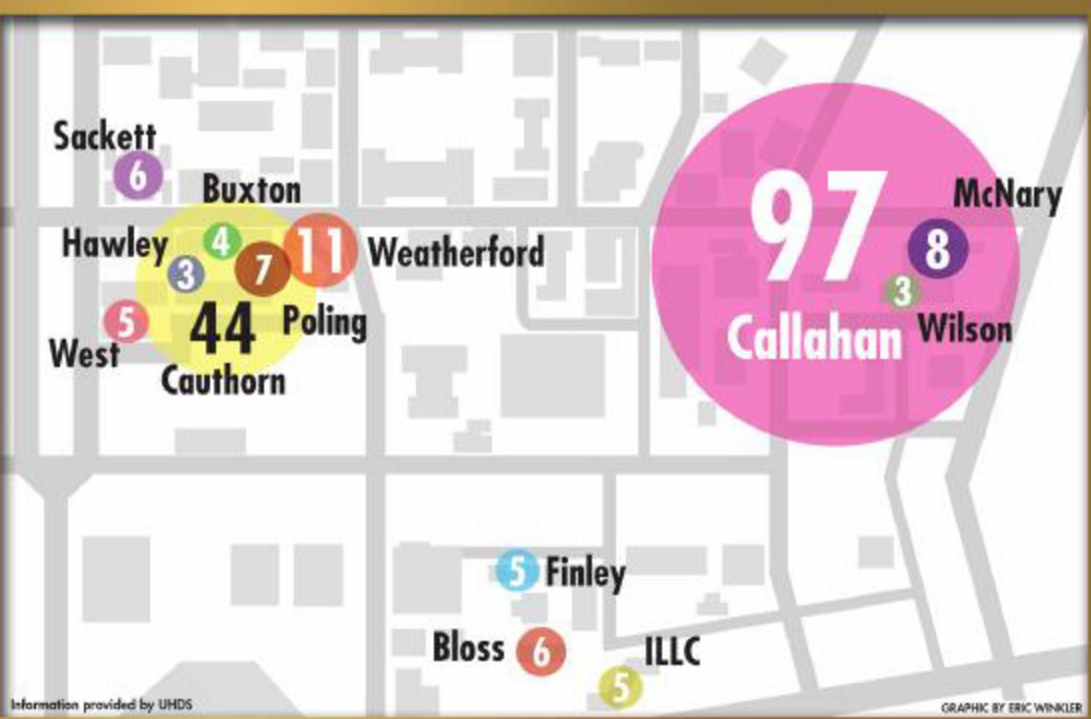 Sackett
6
Buxton
McNary
97
Hawley
4
11
Weatherford
8
3
7
3
5
44
Poling
Callahan
Wilson
West
Cauthorn
5
Finley
Bloss
6
ILLC
5
Information provided by UHDS
GRAPHIC BY ERIC WINKLER